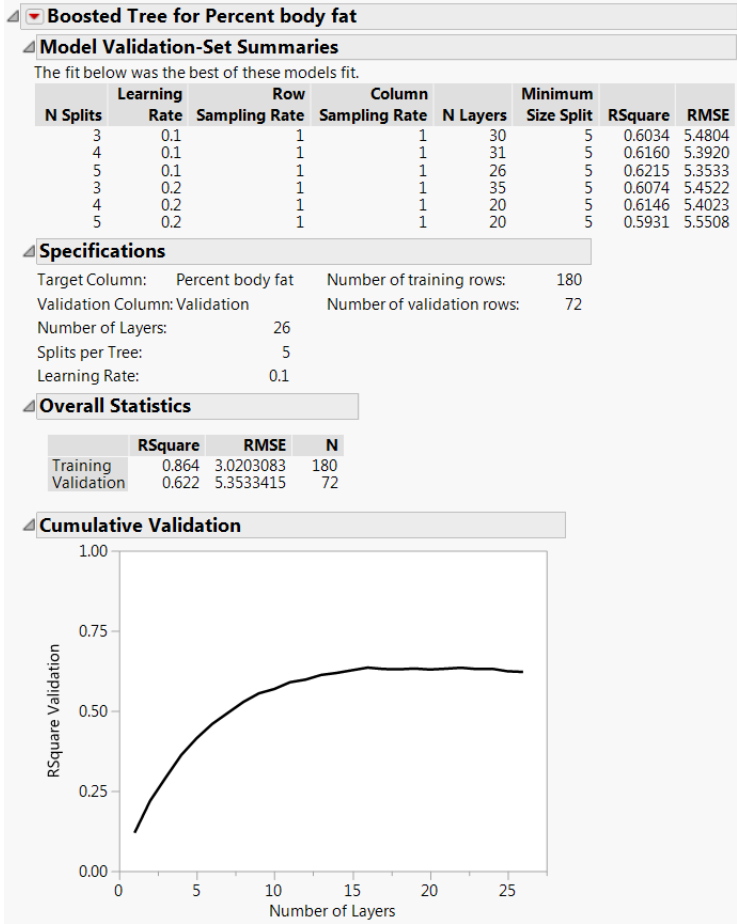 Boosted Tree for Percent body fat
Model Validation-Set Summaries
The fit below was the best of these models fit.
Learning Row Column Minimum
N Splits Rate Sampling Rate Sampling Rate N Layers Size Split RSquare RMSE
3 0.1 1 1 30 5 0.6034 5.4804
4 0.1 1 1 31 5 0.6160 5.3920
5 0.1 1 1 26 5 0.6215 5.3533
3 0.2 1 1 35 5 0.6074 5.4522
4 0.2 1 1 20 5 0.6146 5.4023
5 0.2 1 1 20 5 0.5931 5.5508
Specifications
Target Column: Percent body fat Number of training rows: 180
Validation Column: Validation Number of validation rows: 72
Number of Layers: 26
Splits per Tree: 5
Learning Rate: 0.1
Overall Statistics
RSquare RMSE N
Training 0.864 3.0203083 180
Validation 0.622 5.3533415 72
Cumulative Validation
1.00
0.75
0.50
0.25
0.00
RSquare Validation
0 5 10 15 20 25
Number of Layers